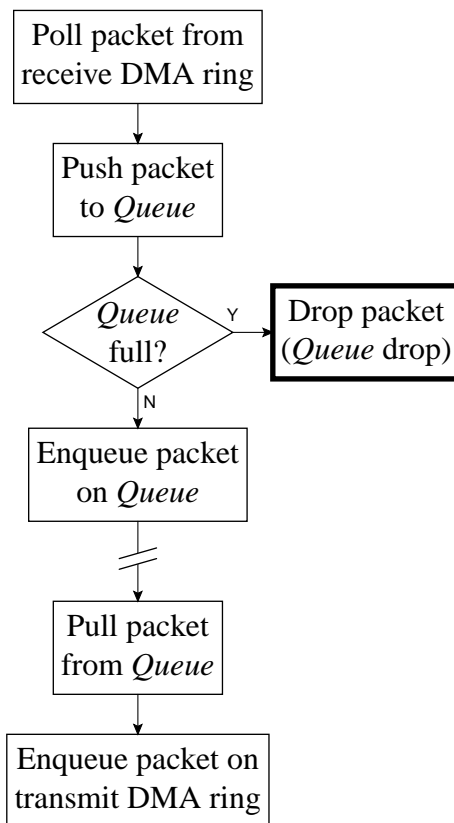 Poll packet from
receive DMA ring
Push packet
to Queue
Queue
full?
Y
Drop packet
(Queue drop)
N
Enqueue packet
on Queue
Pull packet
from Queue
Enqueue packet on
transmit DMA ring